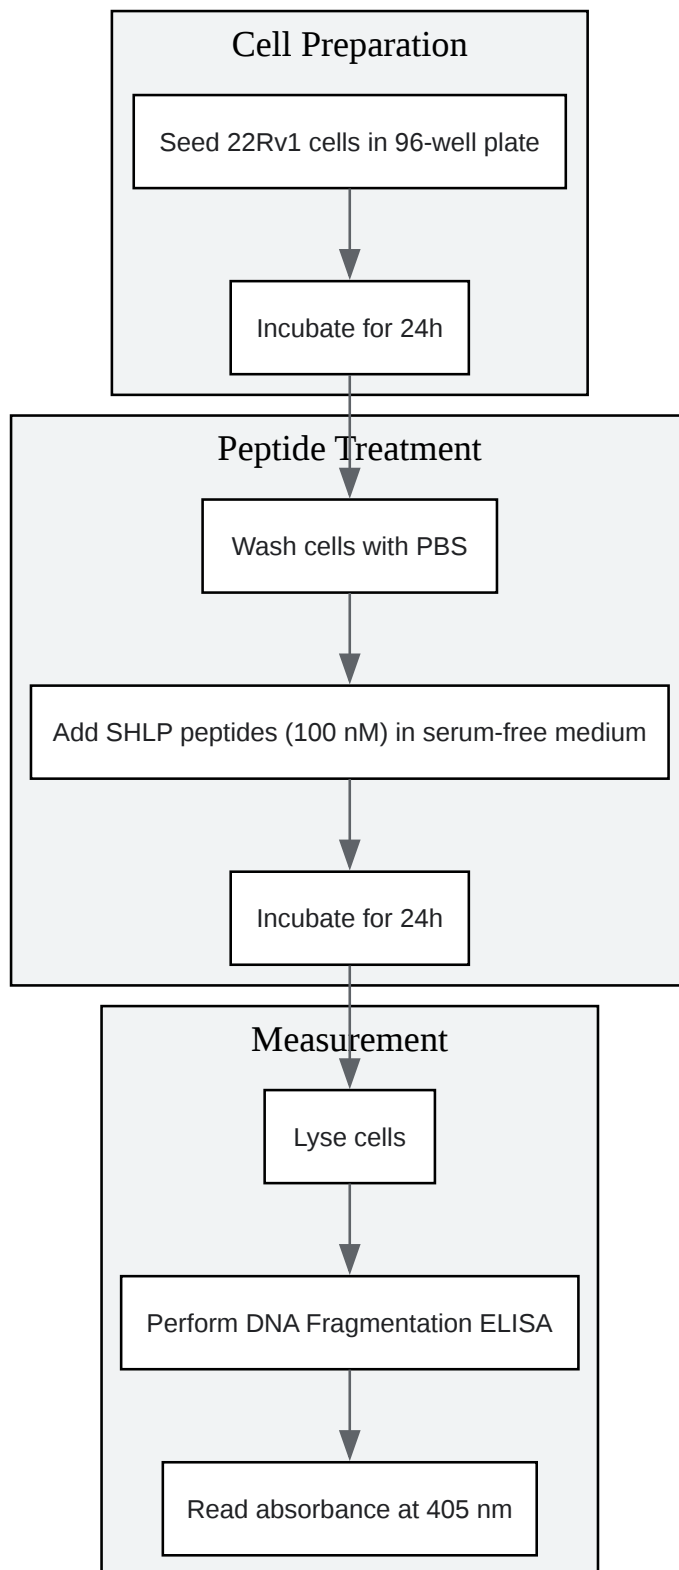 Cell Preparation
Seed 22Rv1 cells in 96-well plate
Incubate for 24h
Peptide Treatment
Wash cells with PBS
Add SHLP peptides (100 nM) in serum-free medium
Incubate for 24h
Measurement
Lyse cells
Perform DNA Fragmentation ELISA
Read absorbance at 405 nm